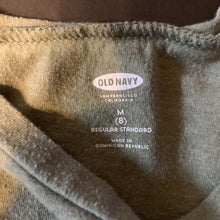 OLD NAVY
SAN FRANCISCO
CALIFORNIA
M
(8)
REGULAR STANDARD
MADE IN
DOMINICAN REPUBLIC